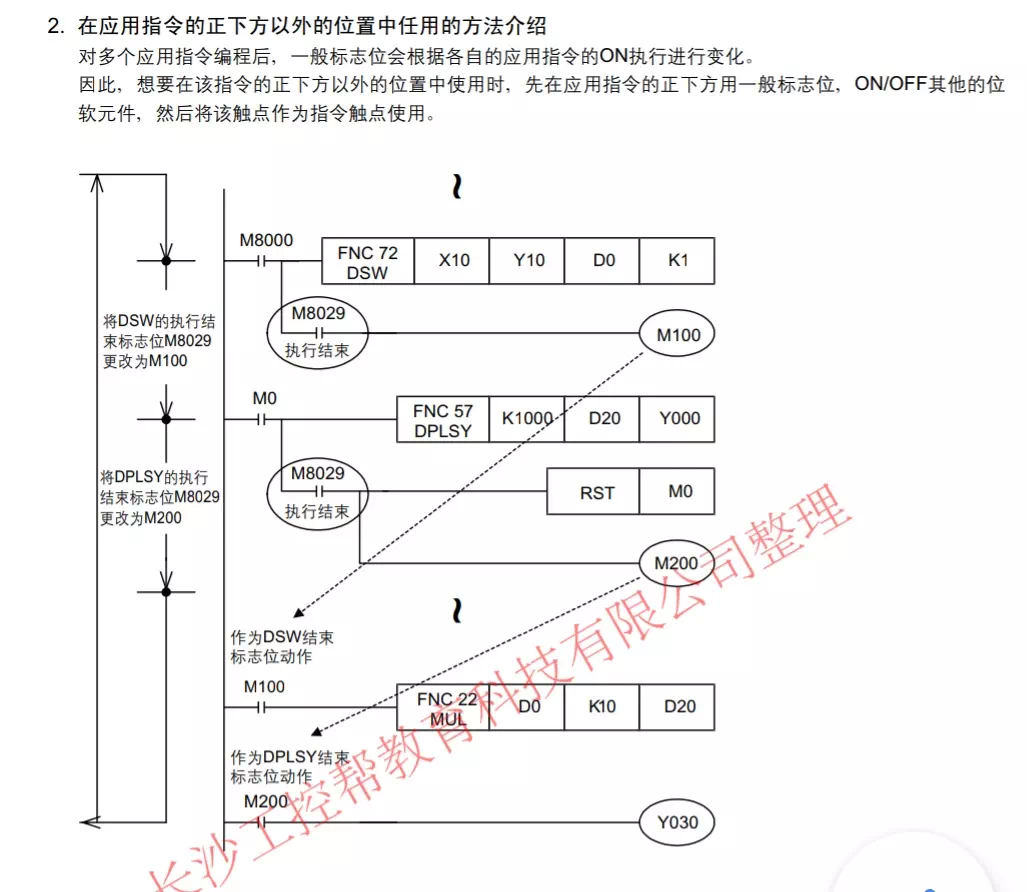 2. 在应用指令的正下方以外的位置中任用的方法介绍
对多个应用指令编程后，一般标志位会根据各自的应用指令的ON执行进行变化。
因此，想要在该指令的正下方以外的位置中使用时，先在应用指令的正下方用一般标志位，ON/OFF其他的位
软元件，然后将该触点作为指令触点使用。
M8000
FNC 72
DSW
X10
Y10
D0
K1
将DSW的执行结
束标志位M8029
更改为M100
M8029
执行结束
M100
M0
FNC 57
DPLSY
K1000
D20
Y000
将DPLSY的执行
结束标志位M8029
更改为M200
M8029
执行结束
RST
M0
M200
作为DSW结束
标志位动作
M100
FNC 22
MUL
D0
K10
D20
作为DPLSY结束
标志位动作
M200
Y030
长沙工控帮教育科技有限公司整理